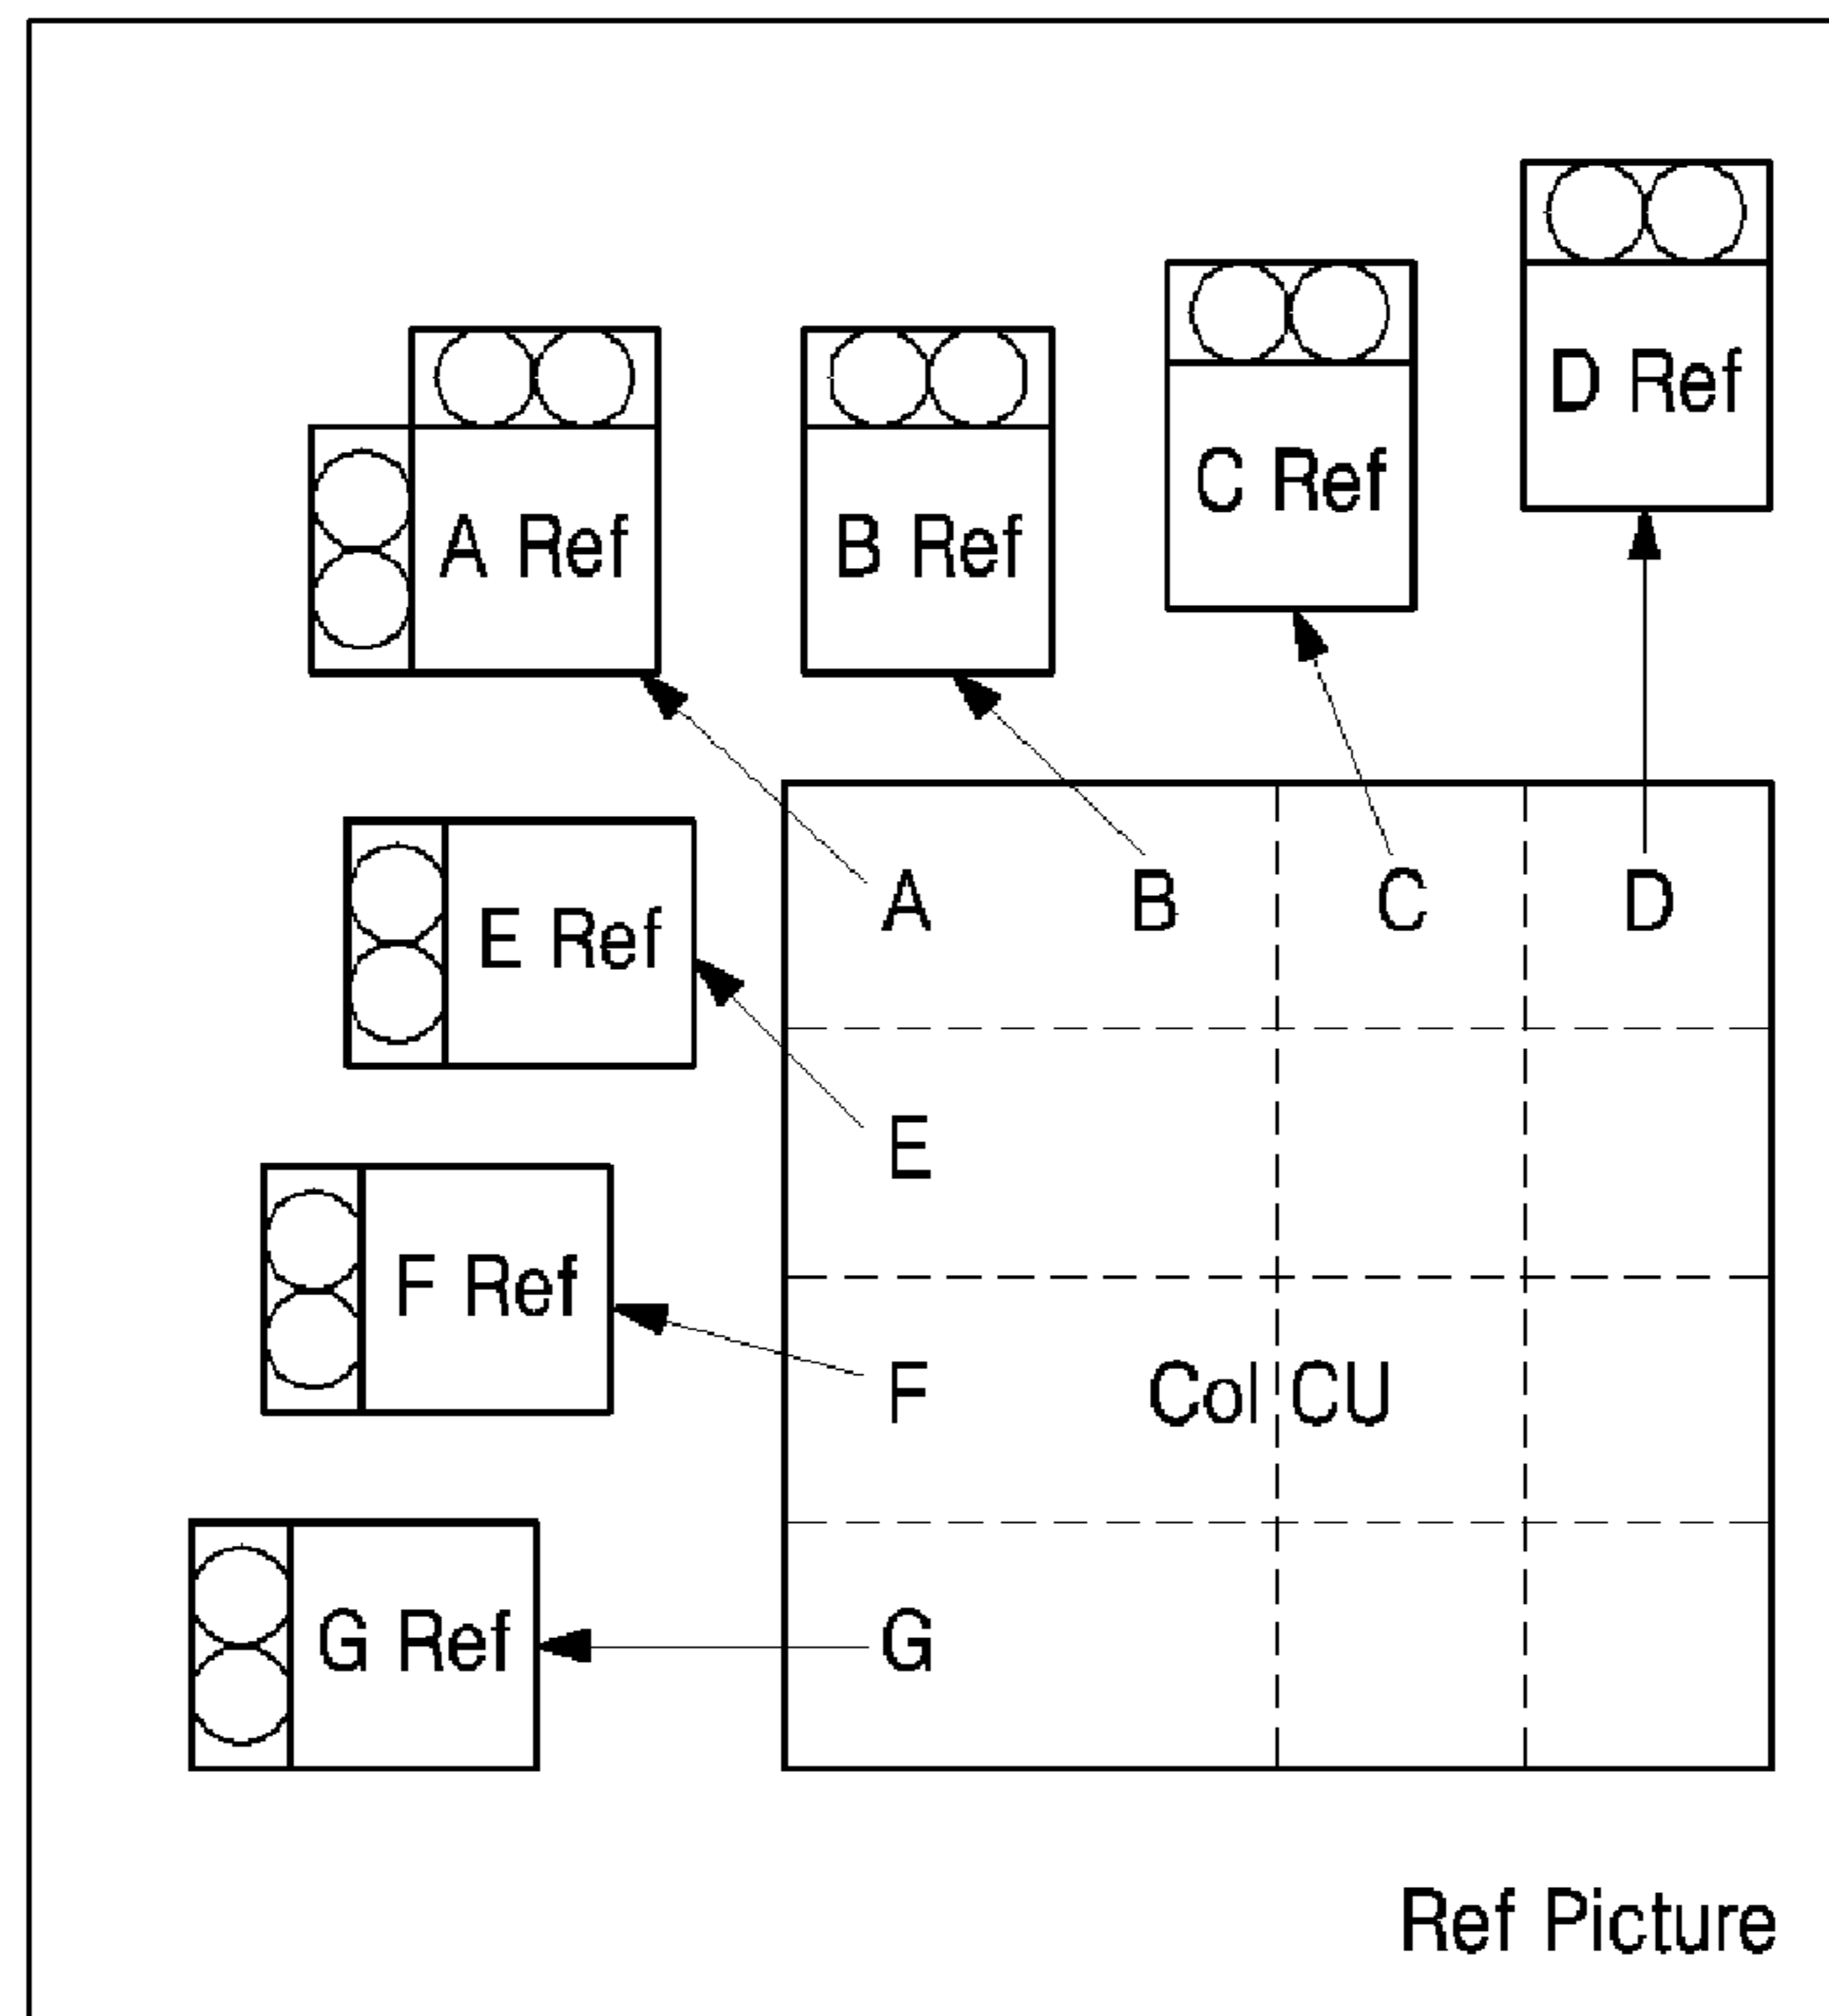 D Ref
C Ref
A Ref
B Ref
A
B
C
D
E Ref
E
F Ref
F
Col CU
G Ref
G
Ref Picture